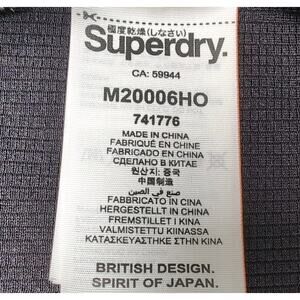 極度乾燥(しなさい)
Superdry.
CA: 59944
M20006HO
741776
MADE IN CHINA
FABRIQUÉ EN CHINE
FABRICADO EN CHINA
СДЕЛАНО В КИТАЕ
원산지: 중국
中国制造
صنع في الصين
FABBRICATO IN CINA
HERGESTELLT IN CHINA
FREMSTILLET I KINA
VALMISTETTU KIINASSA
ΚΑΤΑΣΚΕΥΑΣΤΗΚΕ ΣΤΗΝ ΚΙΝΑ
BRITISH DESIGN.
SPIRIT OF JAPAN.